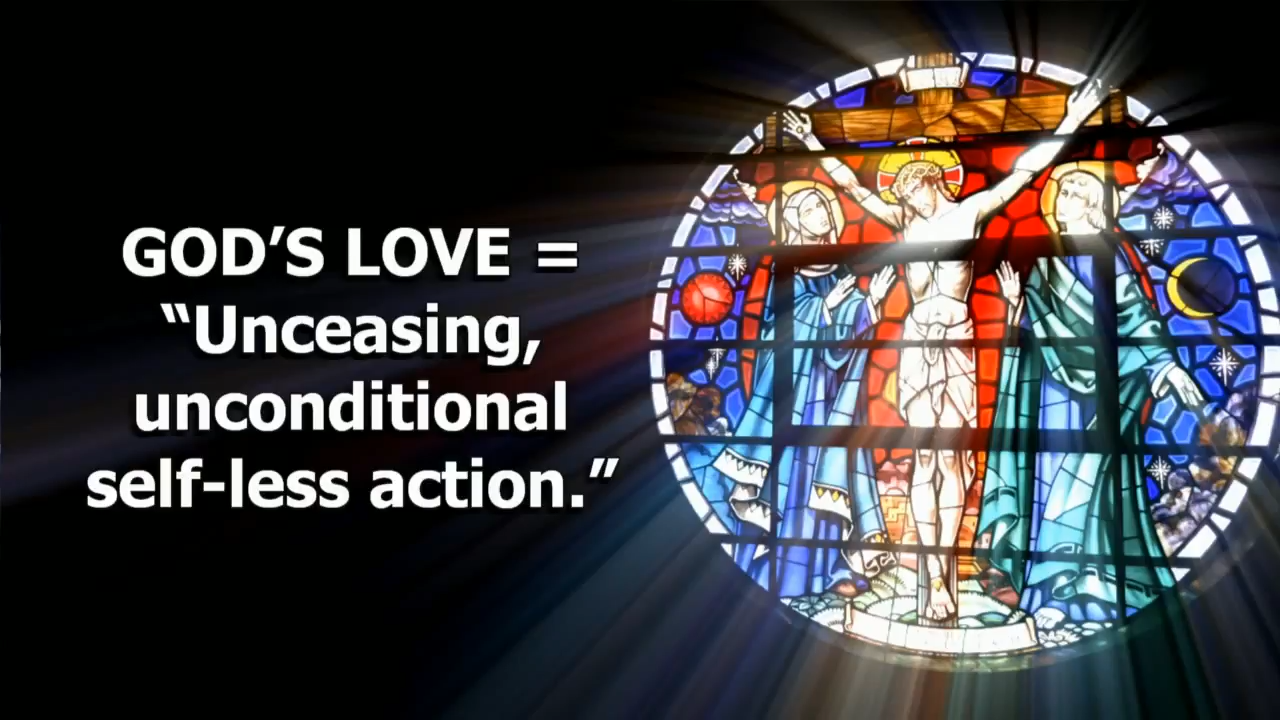 GOD’S LOVE =
“Unceasing,
unconditional
self-less action.”